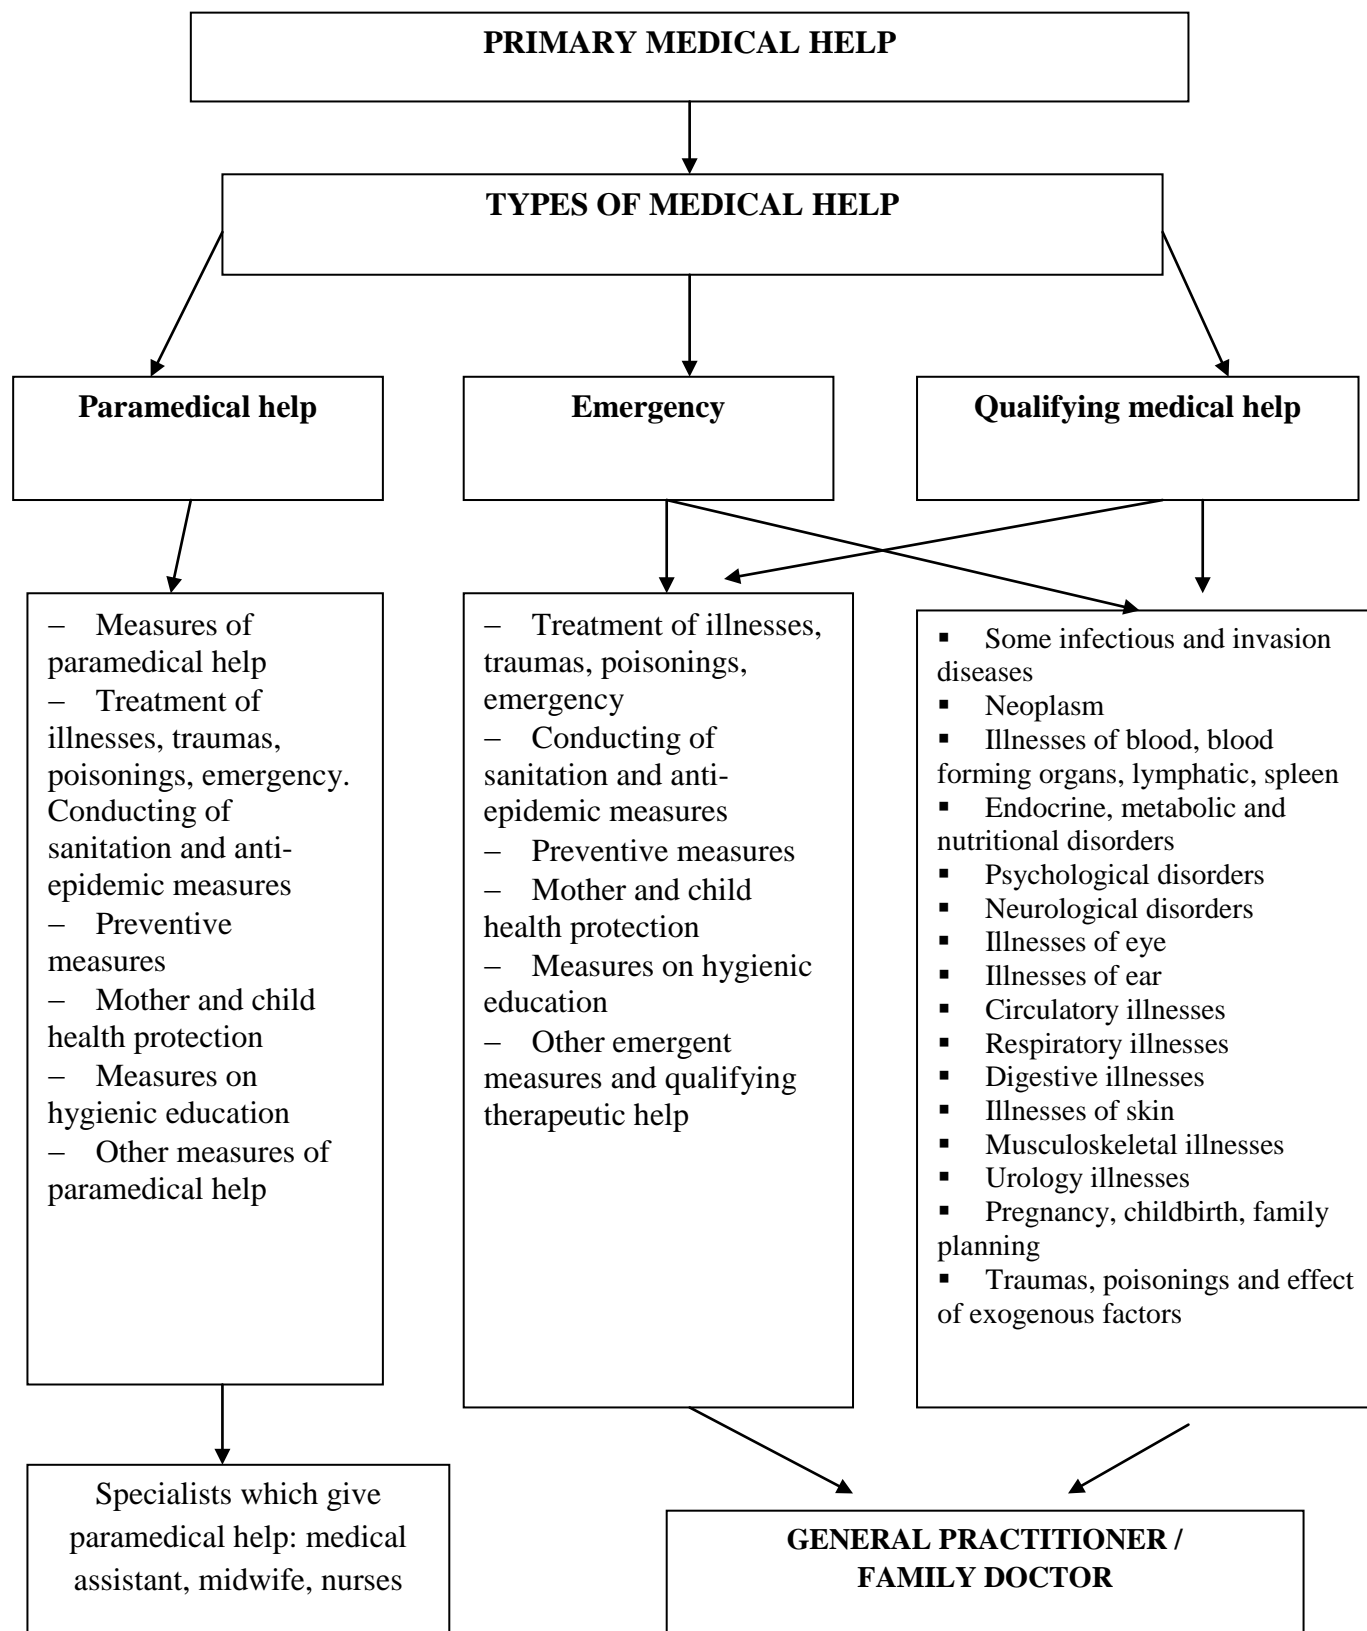 PRIMARY MEDICAL HELP
TYPES OF MEDICAL HELP
Paramedical help
Emergency
Qualifying medical help
– Measures of
paramedical help
– Treatment of
illnesses, traumas,
poisonings, emergency.
Conducting of
sanitation and anti-
epidemic measures
– Preventive
measures
– Mother and child
health protection
– Measures on
hygienic education
– Other measures of
paramedical help
– Treatment of illnesses,
traumas, poisonings,
emergency
– Conducting of
sanitation and anti-
epidemic measures
– Preventive measures
– Mother and child
health protection
– Measures on hygienic
education
– Other emergent
measures and qualifying
therapeutic help
▪ Some infectious and invasion
diseases
▪ Neoplasm
▪ Illnesses of blood, blood
forming organs, lymphatic, spleen
▪ Endocrine, metabolic and
nutritional disorders
▪ Psychological disorders
▪ Neurological disorders
▪ Illnesses of eye
▪ Illnesses of ear
▪ Circulatory illnesses
▪ Respiratory illnesses
▪ Digestive illnesses
▪ Illnesses of skin
▪ Musculoskeletal illnesses
▪ Urology illnesses
▪ Pregnancy, childbirth, family
planning
▪ Traumas, poisonings and effect
of exogenous factors
Specialists which give
paramedical help: medical
assistant, midwife, nurses
GENERAL PRACTITIONER /
FAMILY DOCTOR